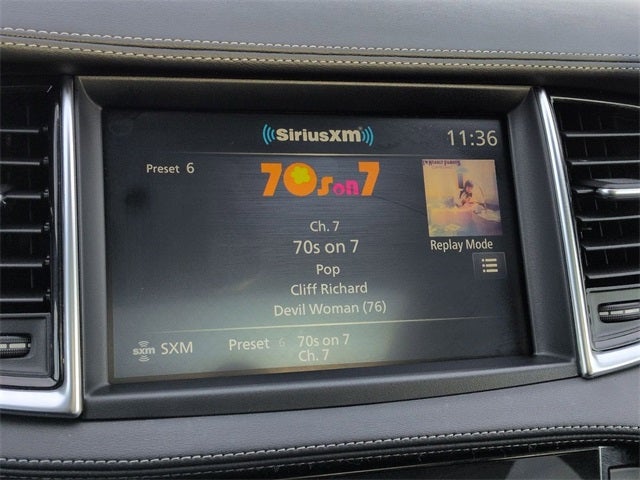 SiriusXM
11:36
Preset 6
70s on 7
Ch. 7
70s on 7
Pop
Cliff Richard
Devil Woman (76)
Replay Mode
sxm SXM
Preset 6
70s on 7
Ch. 7